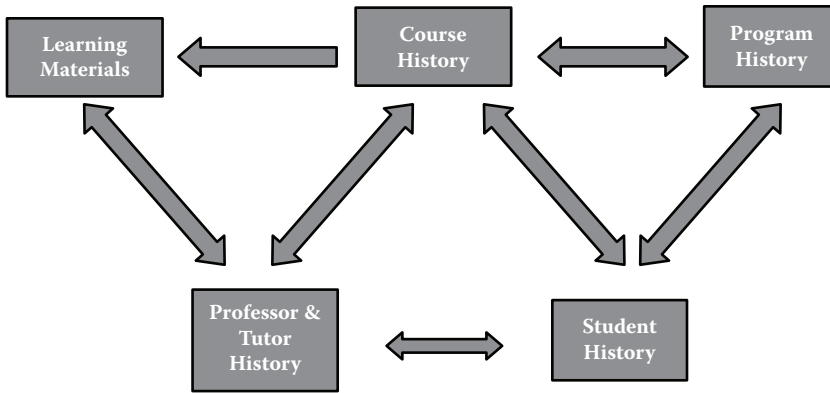 Learning
Materials
Course
History
Program
History
Professor &
Tutor
History
Student
History